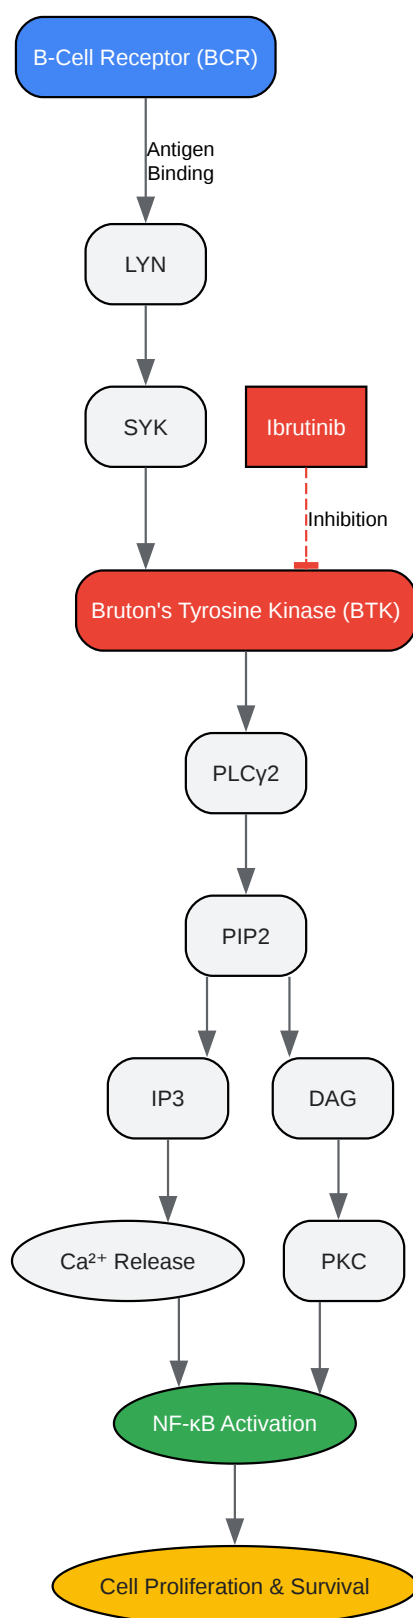 B-Cell Receptor (BCR)
Antigen
Binding
LYN
SYK
Ibrutinib
Inhibition
Bruton's Tyrosine Kinase (BTK)
PLCγ2
PIP2
IP3
DAG
Ca²⁺ Release
PKC
NF-κB Activation
Cell Proliferation & Survival